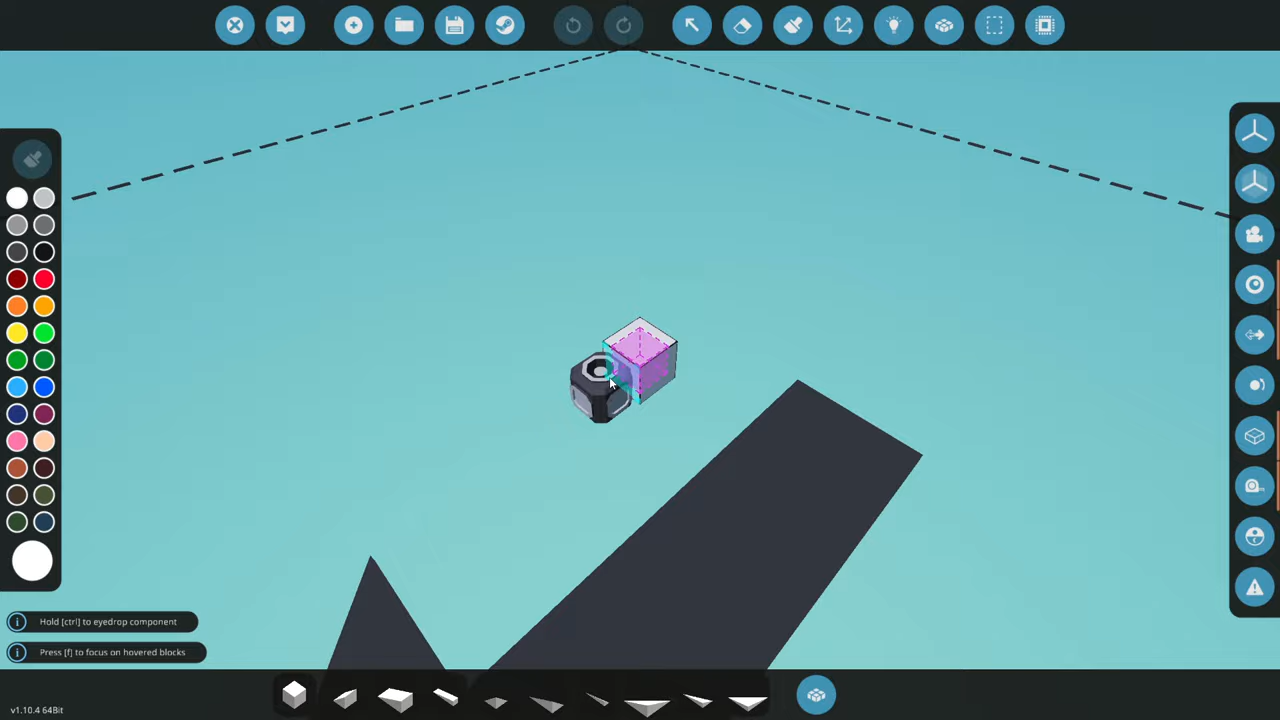 Hold [ctrl] to eyedrop component
Press [f] to focus on hovered blocks
v1.10.4 64Bit